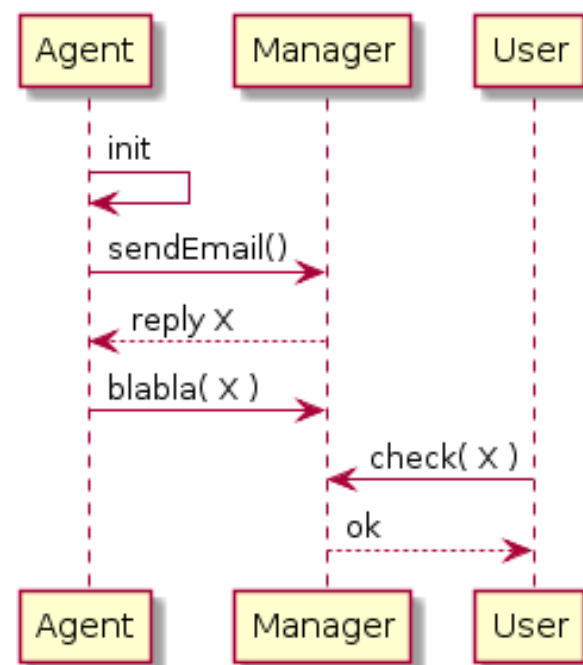 Agent Manager User
init
sendEmail()
reply X
blabla( X )
check( X )
ok
Agent Manager User